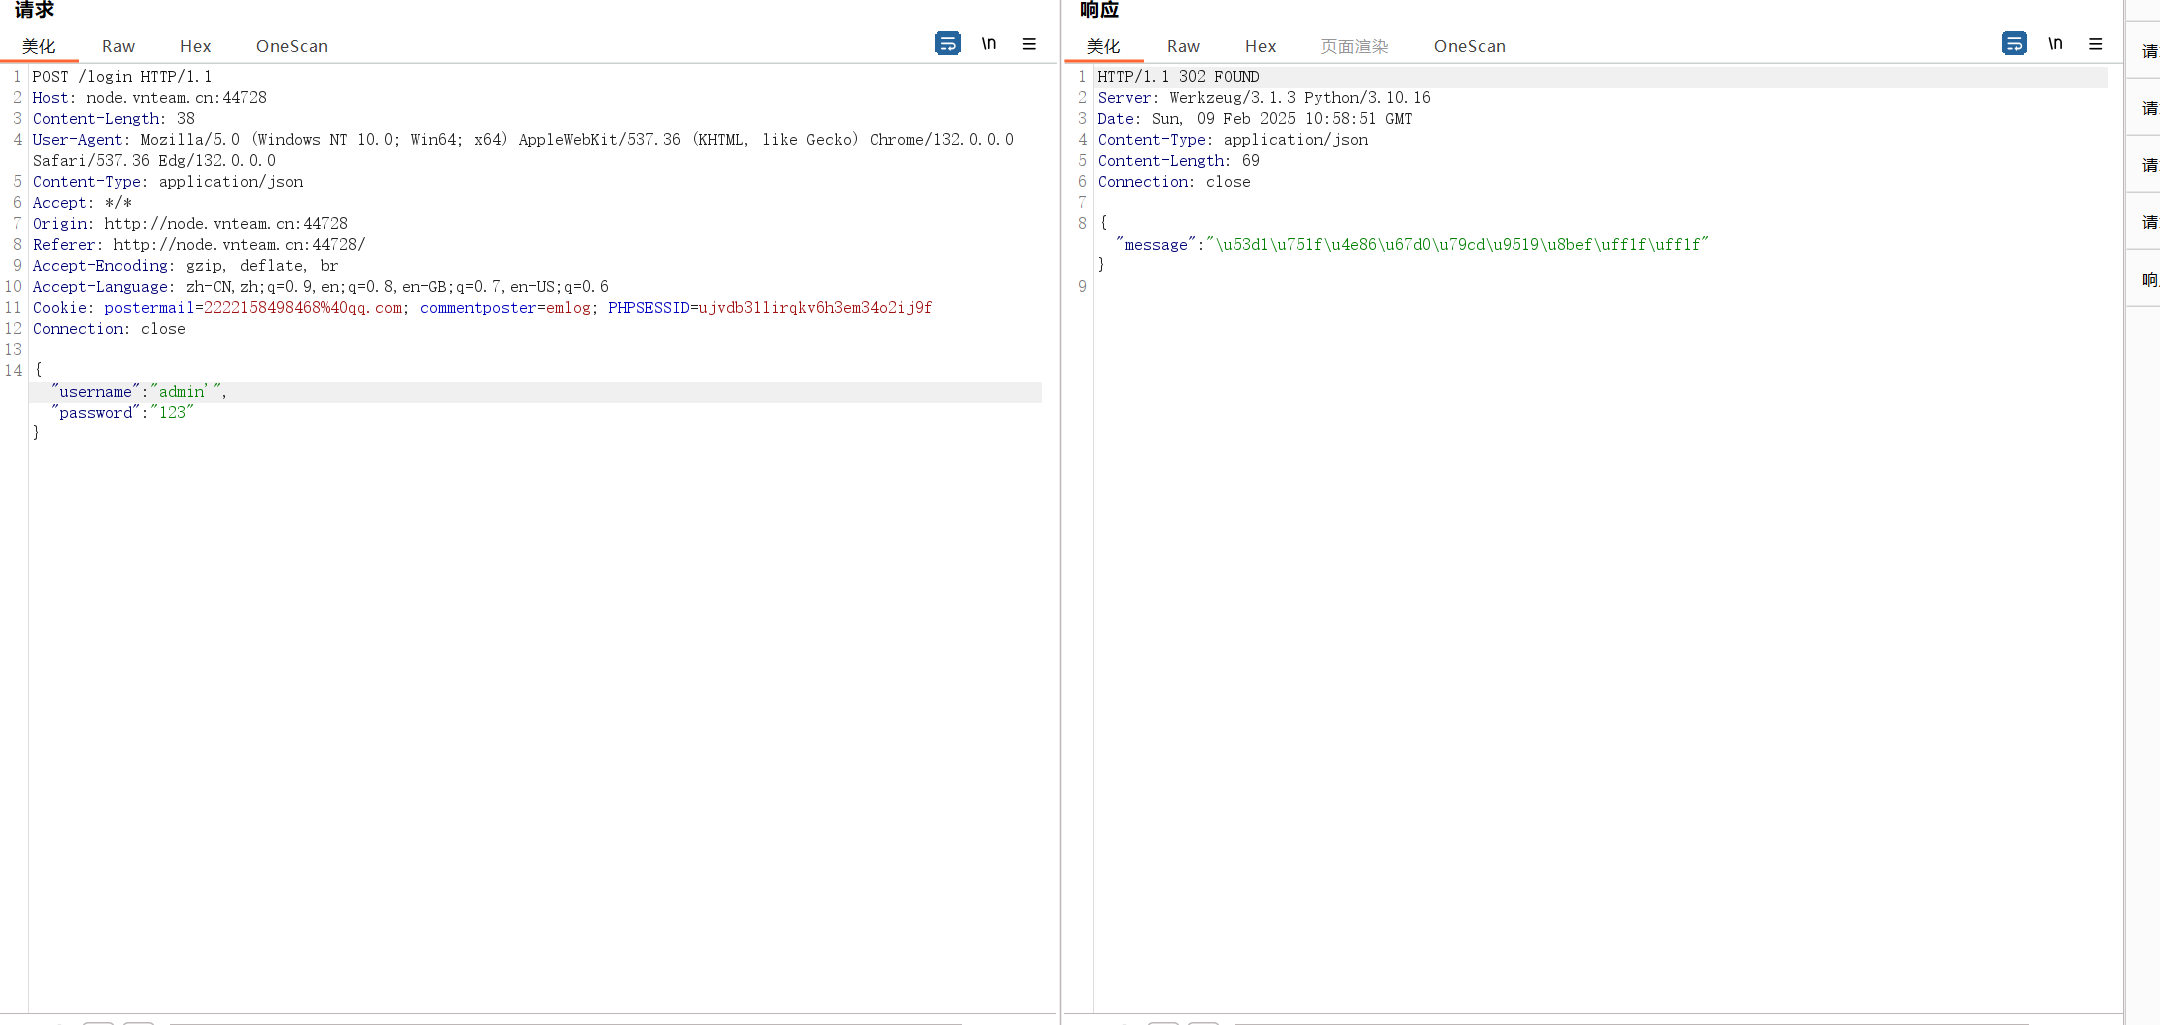 请求
美化 Raw Hex OneScan \n
1 POST /login HTTP/1.1
2 Host: node.vnteam.cn:44728
3 Content-Length: 38
4 User-Agent: Mozilla/5.0 (Windows NT 10.0; Win64; x64) AppleWebKit/537.36 (KHTML, like Gecko) Chrome/132.0.0.0
Safari/537.36 Edg/132.0.0.0
5 Content-Type: application/json
6 Accept: */*
7 Origin: http://node.vnteam.cn:44728
8 Referer: http://node.vnteam.cn:44728/
9 Accept-Encoding: gzip, deflate, br
10 Accept-Language: zh-CN,zh;q=0.9,en;q=0.8,en-GB;q=0.7,en-US;q=0.6
11 Cookie: postermail=2222158498468%40qq.com; commentposter=emlog; PHPSESSID=ujvdb3llirqkv6h3em34o2ij9f
12 Connection: close
13
14 {
"username":"admin'",
"password":"123"
}
响应
美化 Raw Hex 页面渲染 OneScan \n
1 HTTP/1.1 302 FOUND
2 Server: Werkzeug/3.1.3 Python/3.10.16
3 Date: Sun, 09 Feb 2025 10:58:51 GMT
4 Content-Type: application/json
5 Content-Length: 69
6 Connection: close
7
8 {
"message":"\u53d1\u751f\u4e86\u67d0\u79cd\u9519\u8bef\uff1f\uff1f"
}
9
请
请
请
请
响